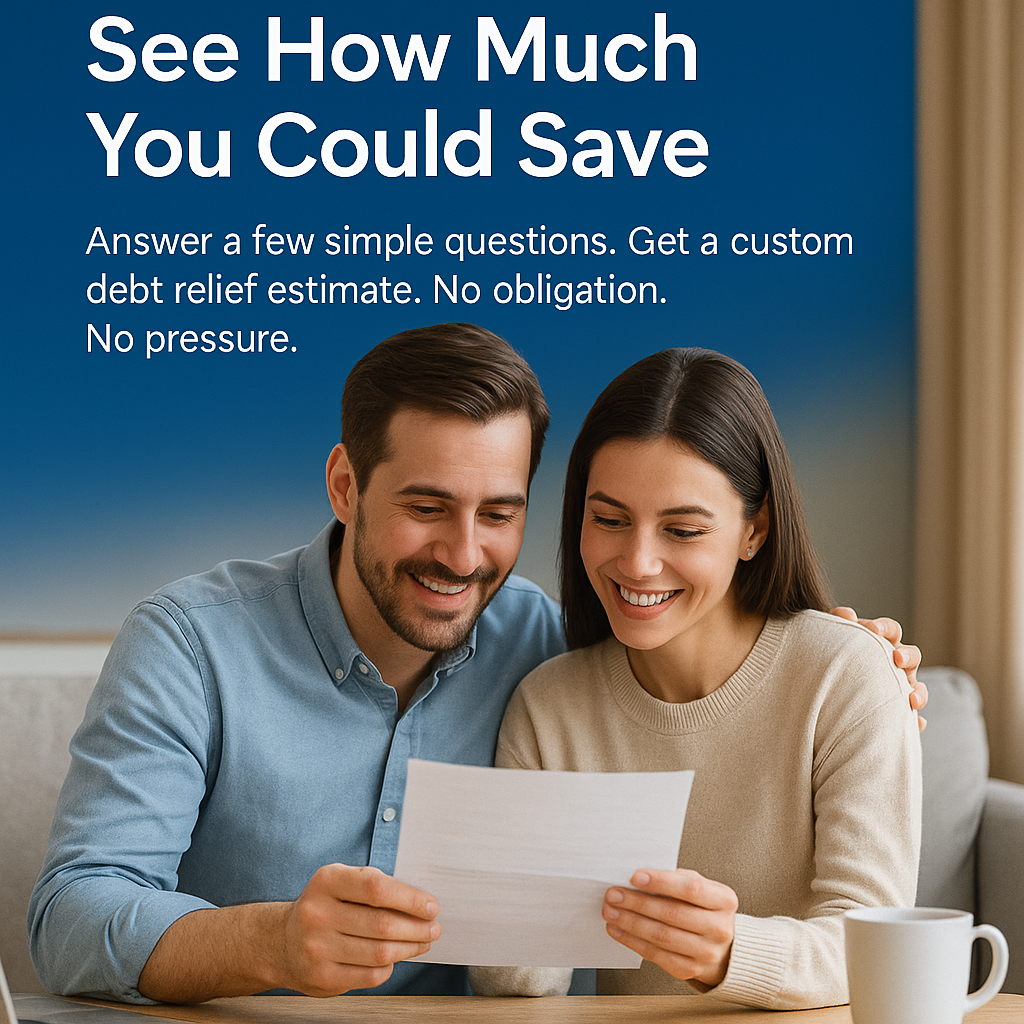 See How Much
You Could Save
Answer a few simple questions. Get a custom
debt relief estimate. No obligation.
No pressure.